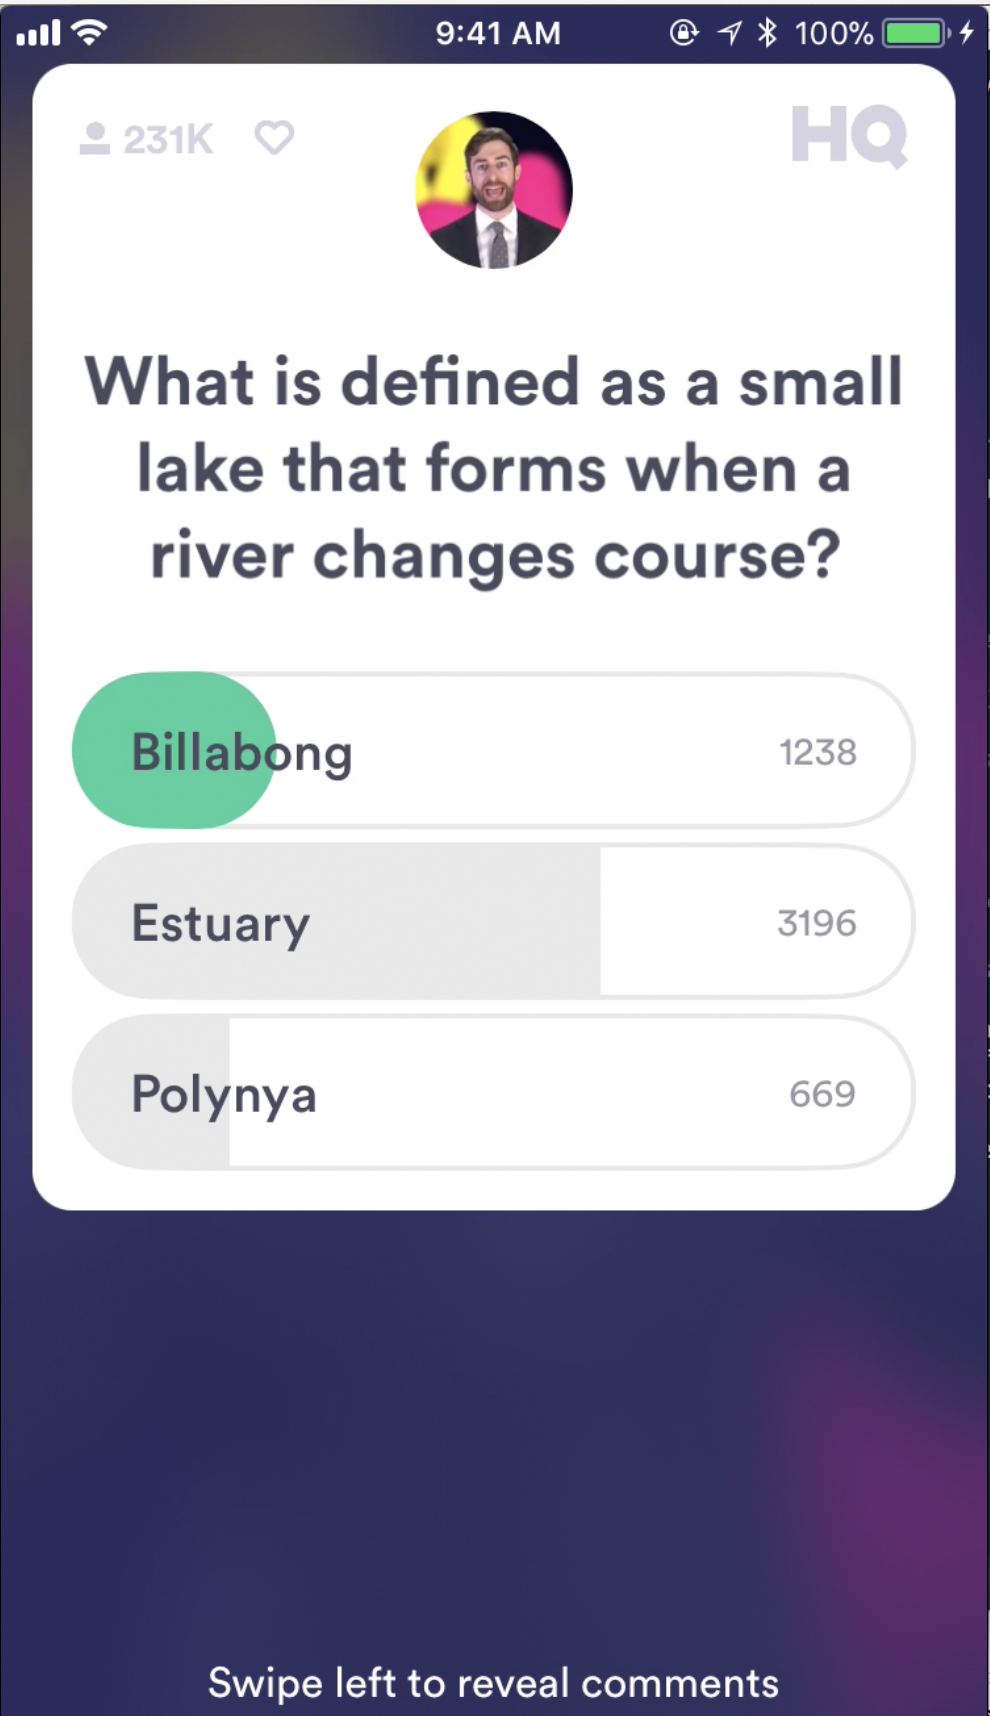 9:41 AM 100%
231K HQ
What is defined as a small
lake that forms when a
river changes course?
Billabong 1238
Estuary 3196
Polynya 669
Swipe left to reveal comments